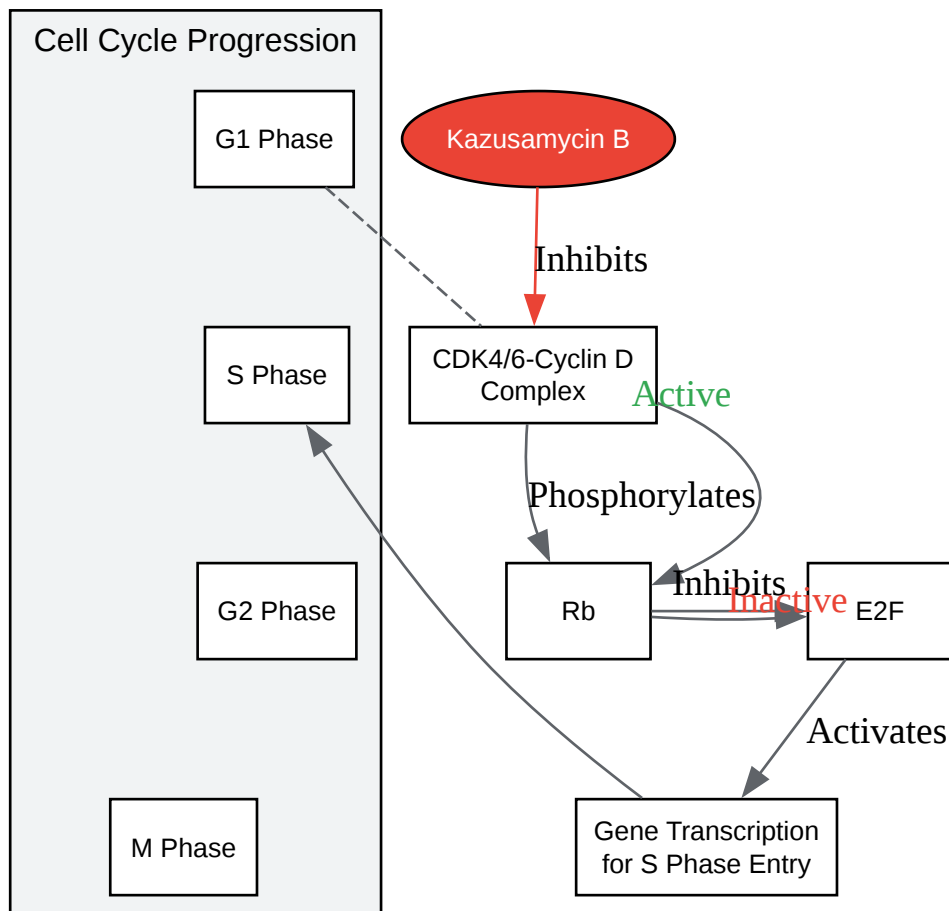 Cell Cycle Progression
G1 Phase
Kazusamycin B
Inhibits
S Phase
CDK4/6-Cyclin D
Complex
Active
Phosphorylates
G2 Phase
Rb
Inhibits
Inactive
E2F
Activates
M Phase
Gene Transcription
for S Phase Entry